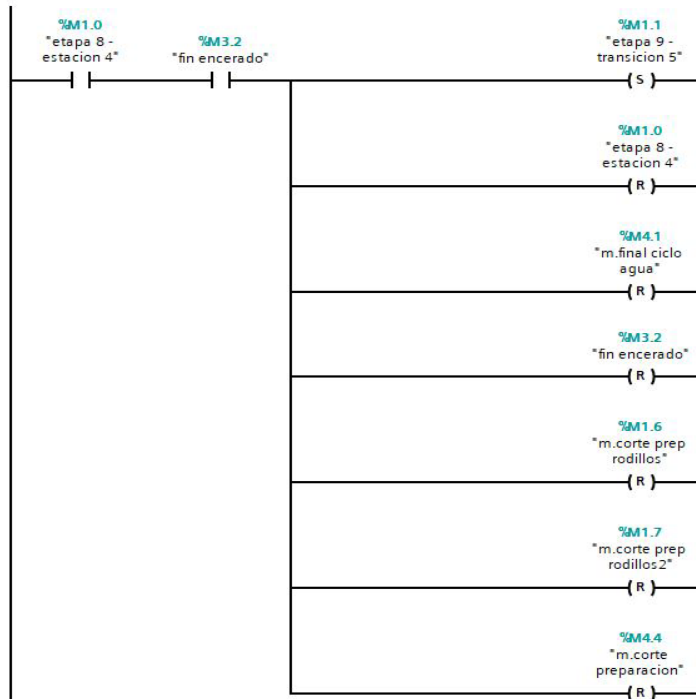 %M1.0
"etapa 8 -
estacion 4"
%M3.2
"fin encerado"
%M1.1
"etapa 9 -
transicion 5"
S
%M1.0
"etapa 8 -
estacion 4"
R
%M4.1
"m.final ciclo
agua"
R
%M3.2
"fin encerado"
R
%M1.6
"m.corte prep
rodillos"
R
%M1.7
"m.corte prep
rodillos2"
R
%M4.4
"m.corte
preparacion"
R